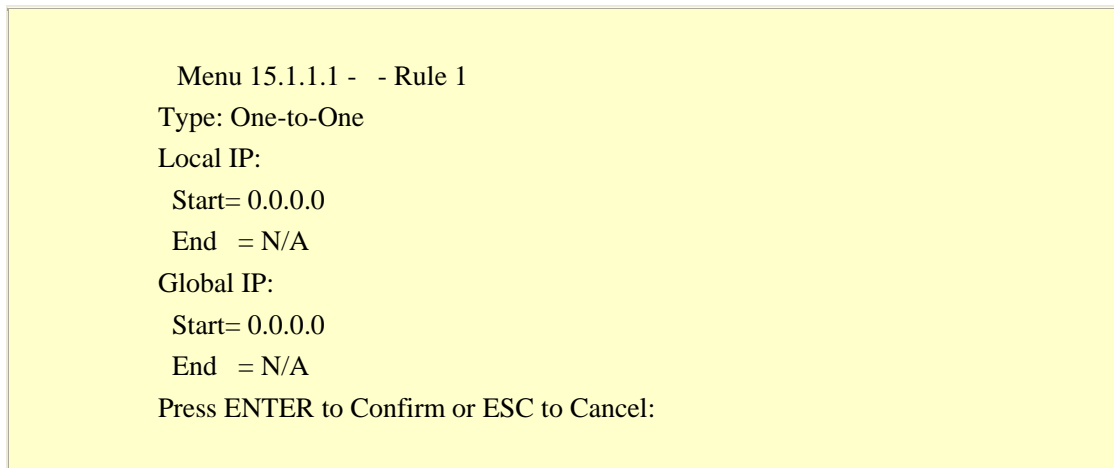 Menu 15.1.1.1 - - Rule 1
Type: One-to-One
Local IP:
Start= 0.0.0.0
End = N/A
Global IP:
Start= 0.0.0.0
End = N/A
Press ENTER to Confirm or ESC to Cancel: